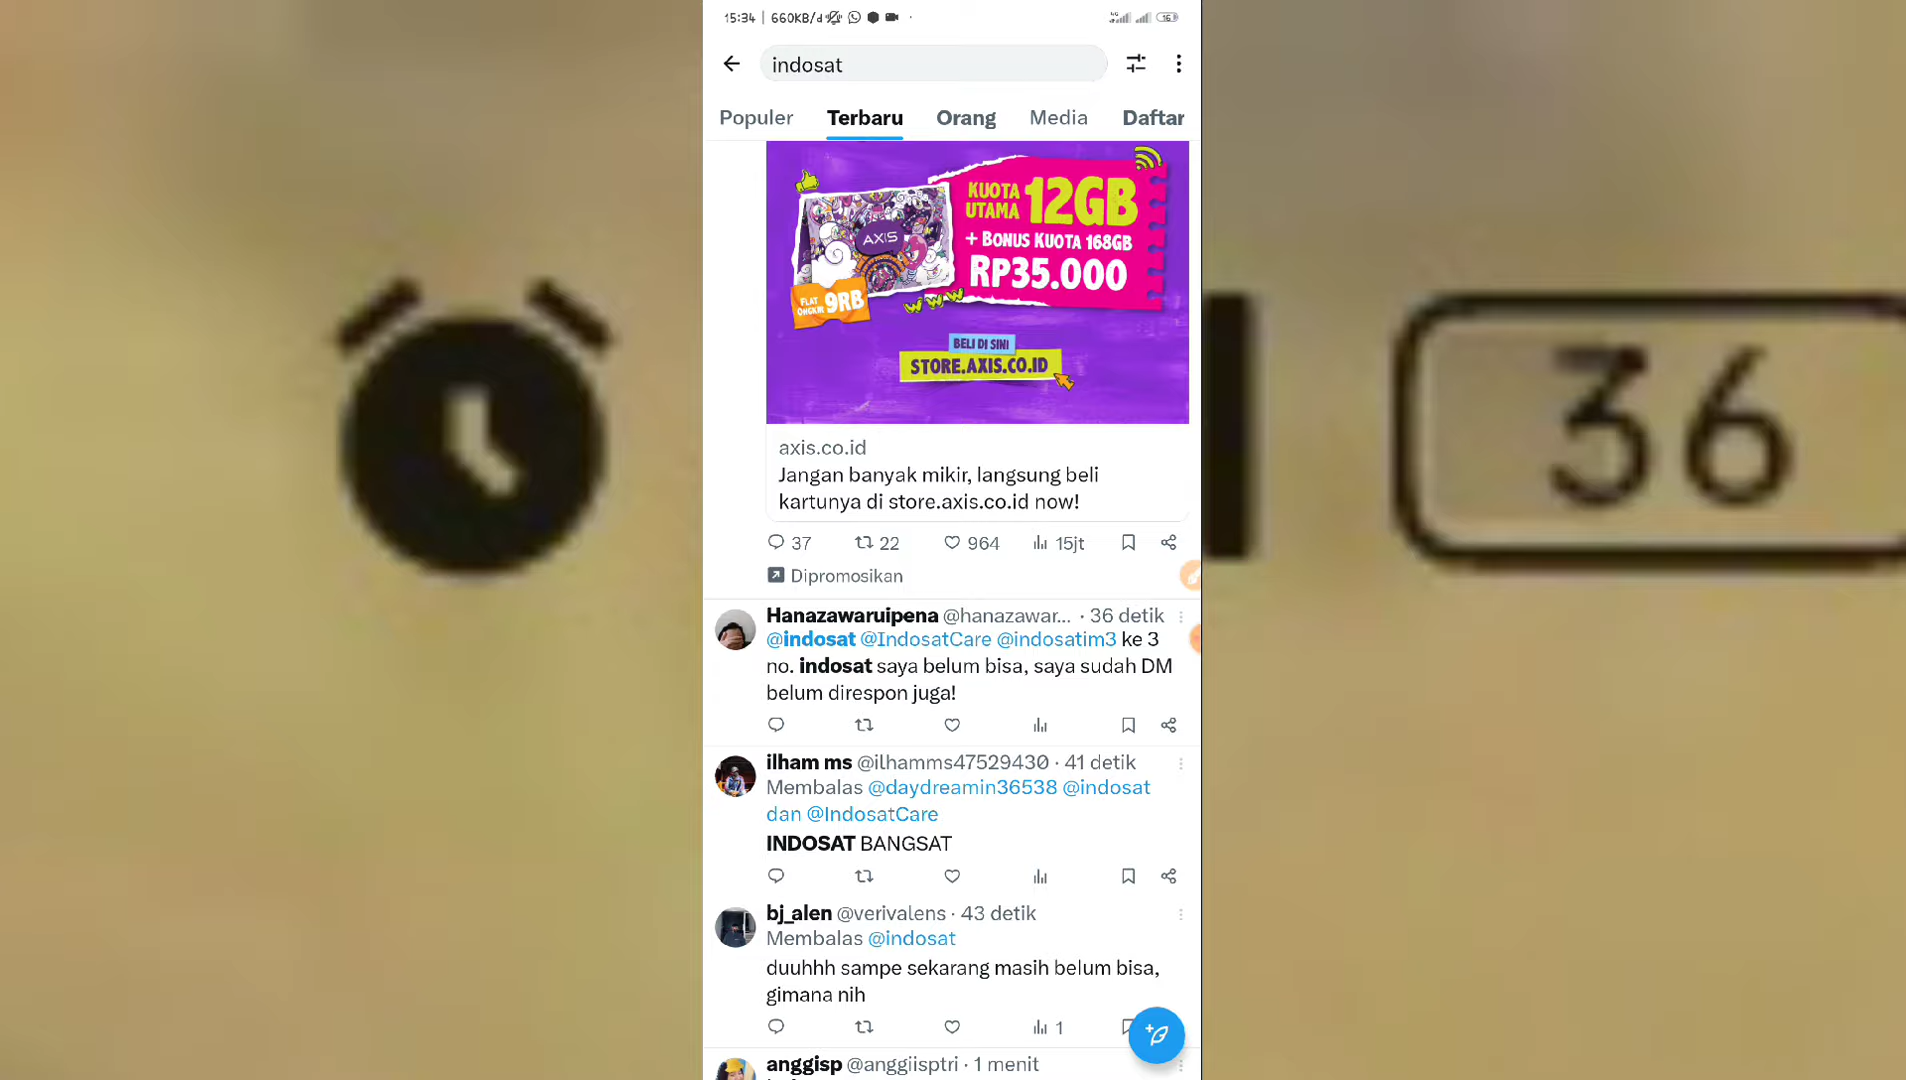 15:34 | 660KB/d
4G
16
indosat
Populer Terbaru Orang Media Daftar
KUOTA UTAMA 12GB
+ BONUS KUOTA 168GB
RP35.000
AXIS
FLAT ONGKIR 9RB
WWW
BELI DI SINI
STORE.AXIS.CO.ID
axis.co.id
Jangan banyak mikir, langsung beli
kartunya di store.axis.co.id now!
37 22 964 15jt
Dipromosikan
Hanazawaruipena @hanazawar... · 36 detik
@indosat @IndosatCare @indosatim3 ke 3
no. indosat saya belum bisa, saya sudah DM
belum direspon juga!
ilham ms @ilhamms47529430 · 41 detik
Membalas @daydreamin36538 @indosat
dan @IndosatCare
INDOSAT BANGSAT
bj_alen @verivalens · 43 detik
Membalas @indosat
duuhhh sampe sekarang masih belum bisa,
gimana nih
1
anggisp @anggiisptri · 1 menit
36